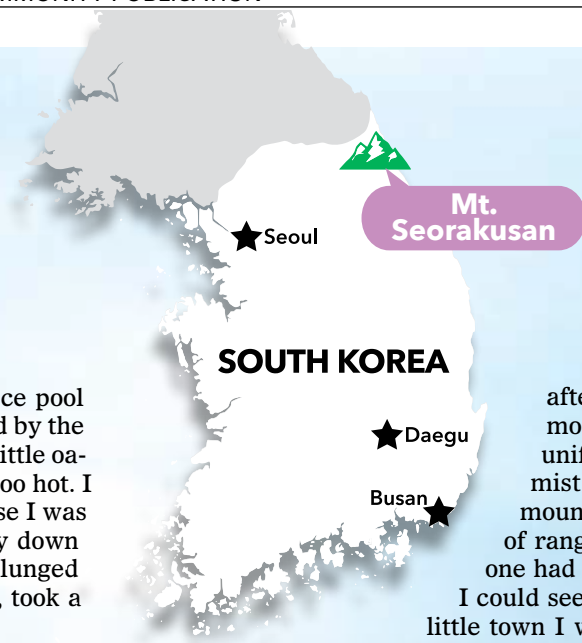 Mt.
Seorakusan
Seoul
SOUTH KOREA
Daegu
Busan
ce pool
d by the
ittle oa-
oo hot. I
se I was
y down
lunged
, took a
afte
mo
unif
mist
moun
of rang
one had
I could see
little town I w